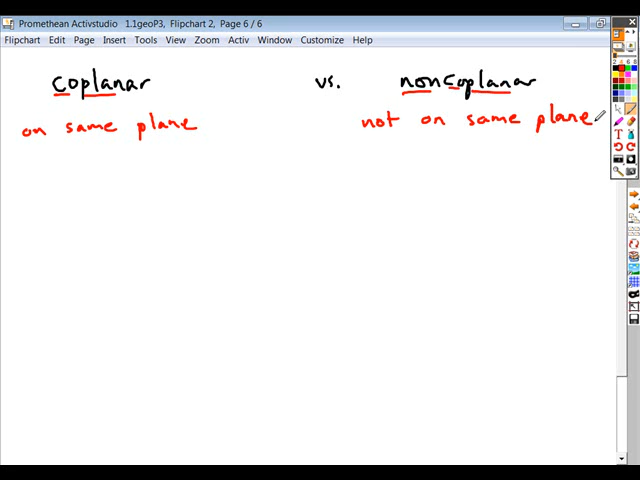 Promethean Activstudio - 1.1geoP3, Flipchart 2, Page 6 / 6
Flipchart Edit Page Insert Tools View Zoom Activ Window Customize Help
coplanar vs. noncoplanar
on same plane not on same plane